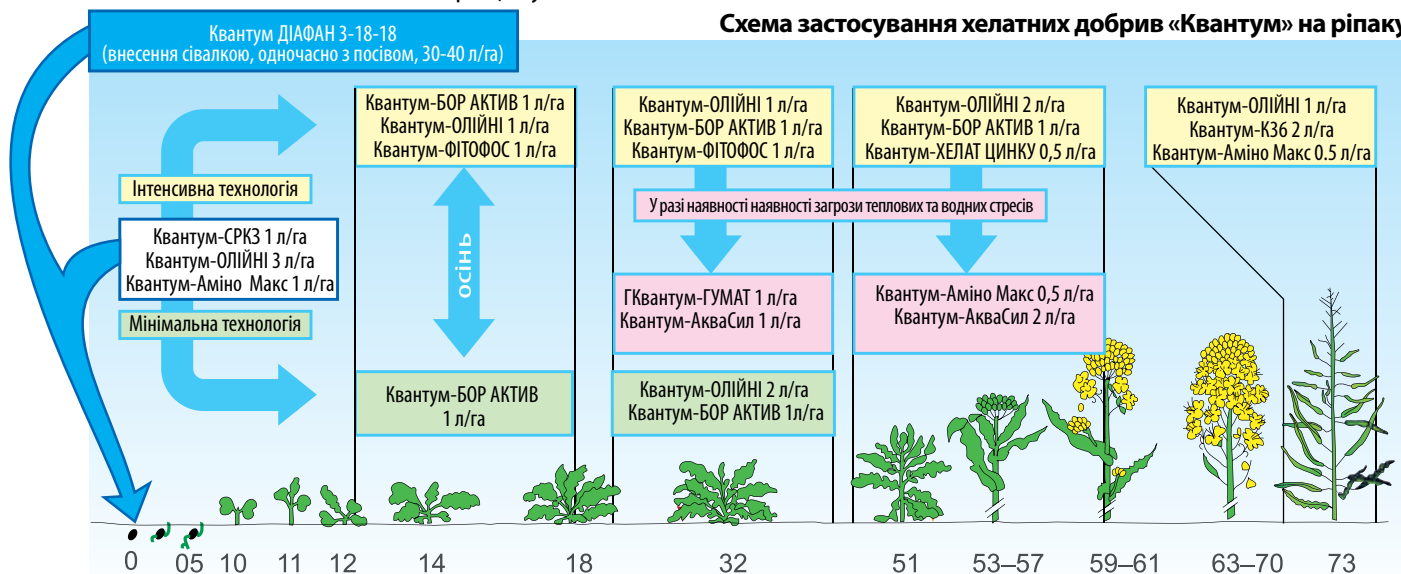 Схема застосування хелатних добрив «Квантум» на ріпаку
Квантум ДІАФАН 3-18-18
(внесення сівалкою, одночасно з посівом, 30-40 л/га)
Інтенсивна технологія
Квантум-СРКЗ 1 л/га
Квантум-ОЛІЙНІ 3 л/га
Квантум-Аміно Макс 1 л/га
Мінімальна технологія
Квантум-БОР АКТИВ 1 л/га
Квантум-ОЛІЙНІ 1 л/га
Квантум-ФІТОФОС 1 л/га
осінь
Квантум-БОР АКТИВ
1 л/га
Квантум-ОЛІЙНІ 1 л/га
Квантум-БОР АКТИВ 1 л/га
Квантум-ФІТОФОС 1 л/га
Квантум-ОЛІЙНІ 2 л/га
Квантум-БОР АКТИВ 1 л/га
Квантум-ХЕЛАТ ЦИНКУ 0,5 л/га
Квантум-ОЛІЙНІ 1 л/га
Квантум-К36 2 л/га
Квантум-Аміно Макс 0.5 л/га
У разі наявності наявності загрози теплових та водних стресів
ГКвантум-ГУМАТ 1 л/га
Квантум-АкваСил 1 л/га
Квантум-Аміно Макс 0,5 л/га
Квантум-АкваСил 2 л/га
Квантум-ОЛІЙНІ 2 л/га
Квантум-БОР АКТИВ 1л/га
0 05 10 11 12 14 18 32 51 53–57 59–61 63–70 73